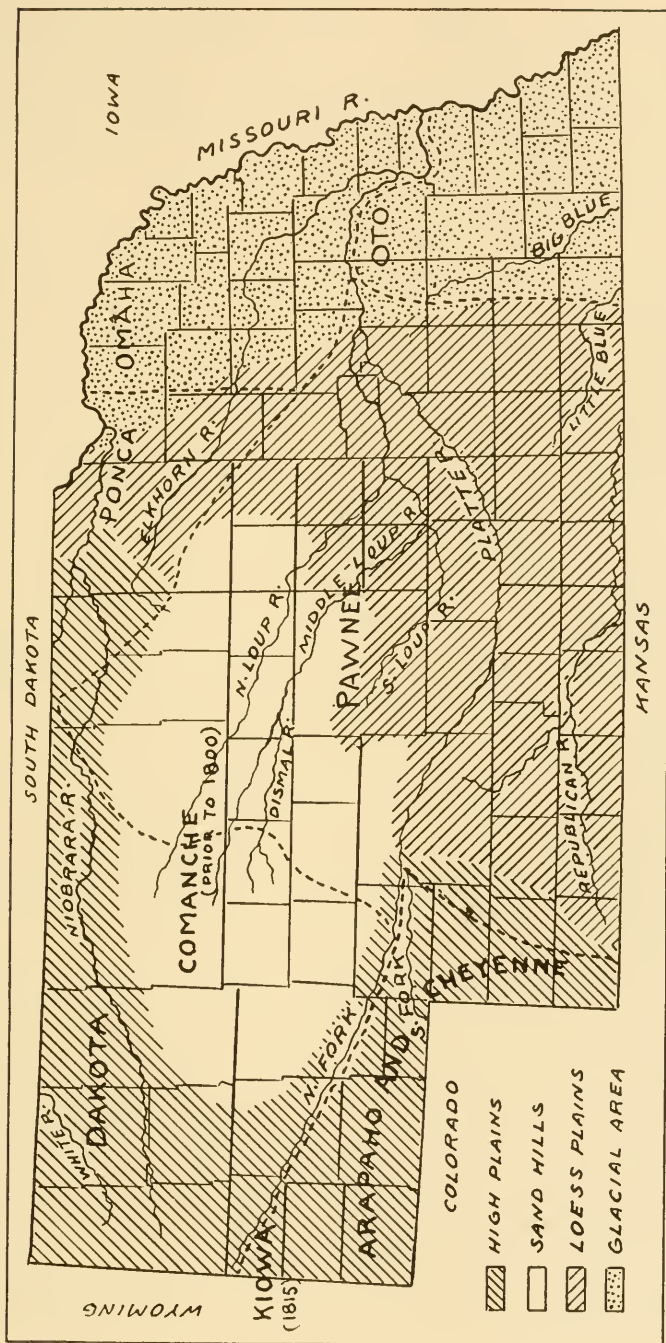 SOUTH DAKOTA
IOWA
WYOMING
WHITE R.
DAKOTA
NIOBRARA R.
PONCA
OMAHA
MISSOURI R.
ELKHORN R.
COMANCHE
(PRIOR TO 1800)
N. LOUP R.
MIDDLE LOUP R.
DISMAL R.
PAWNEE
S. LOUP R.
OTO
KIOWA
(1815)
N. FORK
ARAPAHO AND
S. FORK
CHEYENNE
PLATTE R.
REPUBLICAN R.
BIG BLUE
LITTLE BLUE
COLORADO
KANSAS
HIGH PLAINS
SAND HILLS
LOESS PLAINS
GLACIAL AREA